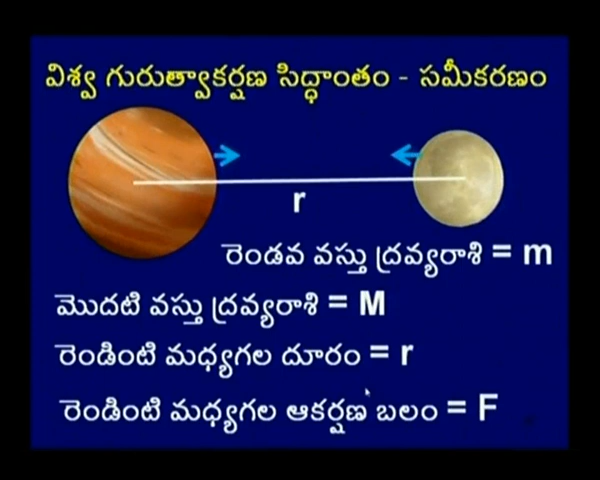 విశ్వ గురుత్వాకర్షణ సిద్ధాంతం - సమీకరణం
r
రెండవ వస్తు ద్రవ్యరాశి = m
మొదటి వస్తు ద్రవ్యరాశి = M
రెండింటి మధ్యగల దూరం = r
రెండింటి మధ్యగల ఆకర్షణ బలం = F